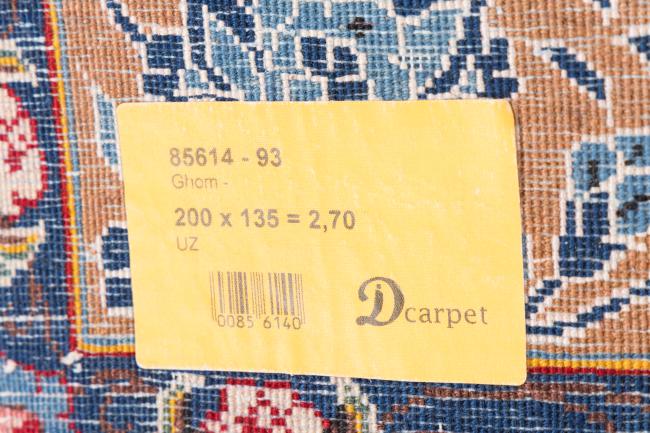 85614 - 93
Ghom -
200 x 135 = 2,70
UZ
0085 6140
Dcarpet